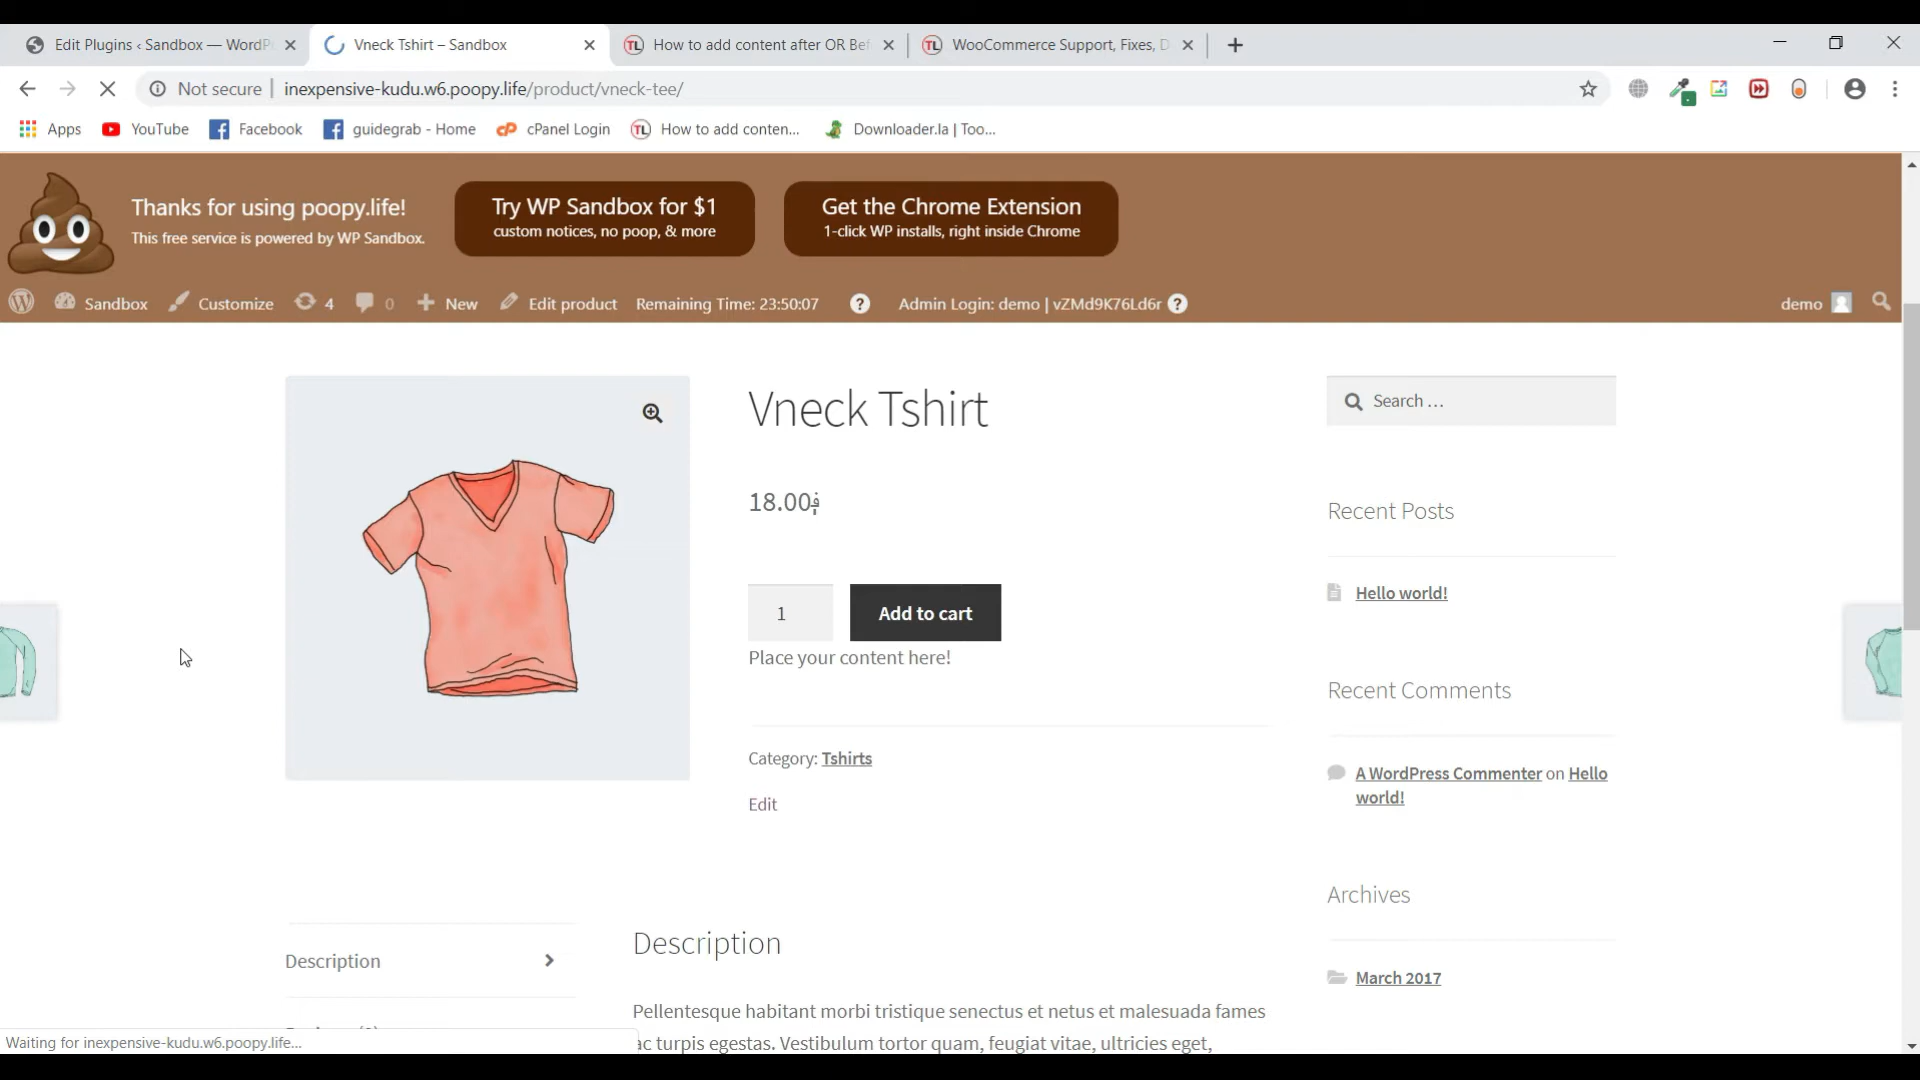 Edit Plugins ‹ Sandbox — WordP
Vneck Tshirt – Sandbox
How to add content after OR Bef
WooCommerce Support, Fixes, D
Not secure
inexpensive-kudu.w6.poopy.life/product/vneck-tee/
Apps
YouTube
Facebook
guidegrab - Home
cPanel Login
How to add conten...
Downloader.la | Too...
Thanks for using poopy.life!
This free service is powered by WP Sandbox.
Try WP Sandbox for $1
custom notices, no poop, & more
Get the Chrome Extension
1-click WP installs, right inside Chrome
Sandbox
Customize
4
0
New
Edit product
Remaining Time: 23:50:07
Admin Login: demo | vZMd9K76Ld6r
demo
Vneck Tshirt
18.00؋
1
Add to cart
Place your content here!
Category: Tshirts
Edit
Search …
Recent Posts
Hello world!
Recent Comments
A WordPress Commenter on Hello
world!
Archives
March 2017
Description
Description
Pellentesque habitant morbi tristique senectus et netus et malesuada fames
ac turpis egestas. Vestibulum tortor quam, feugiat vitae, ultricies eget,
Waiting for inexpensive-kudu.w6.poopy.life...